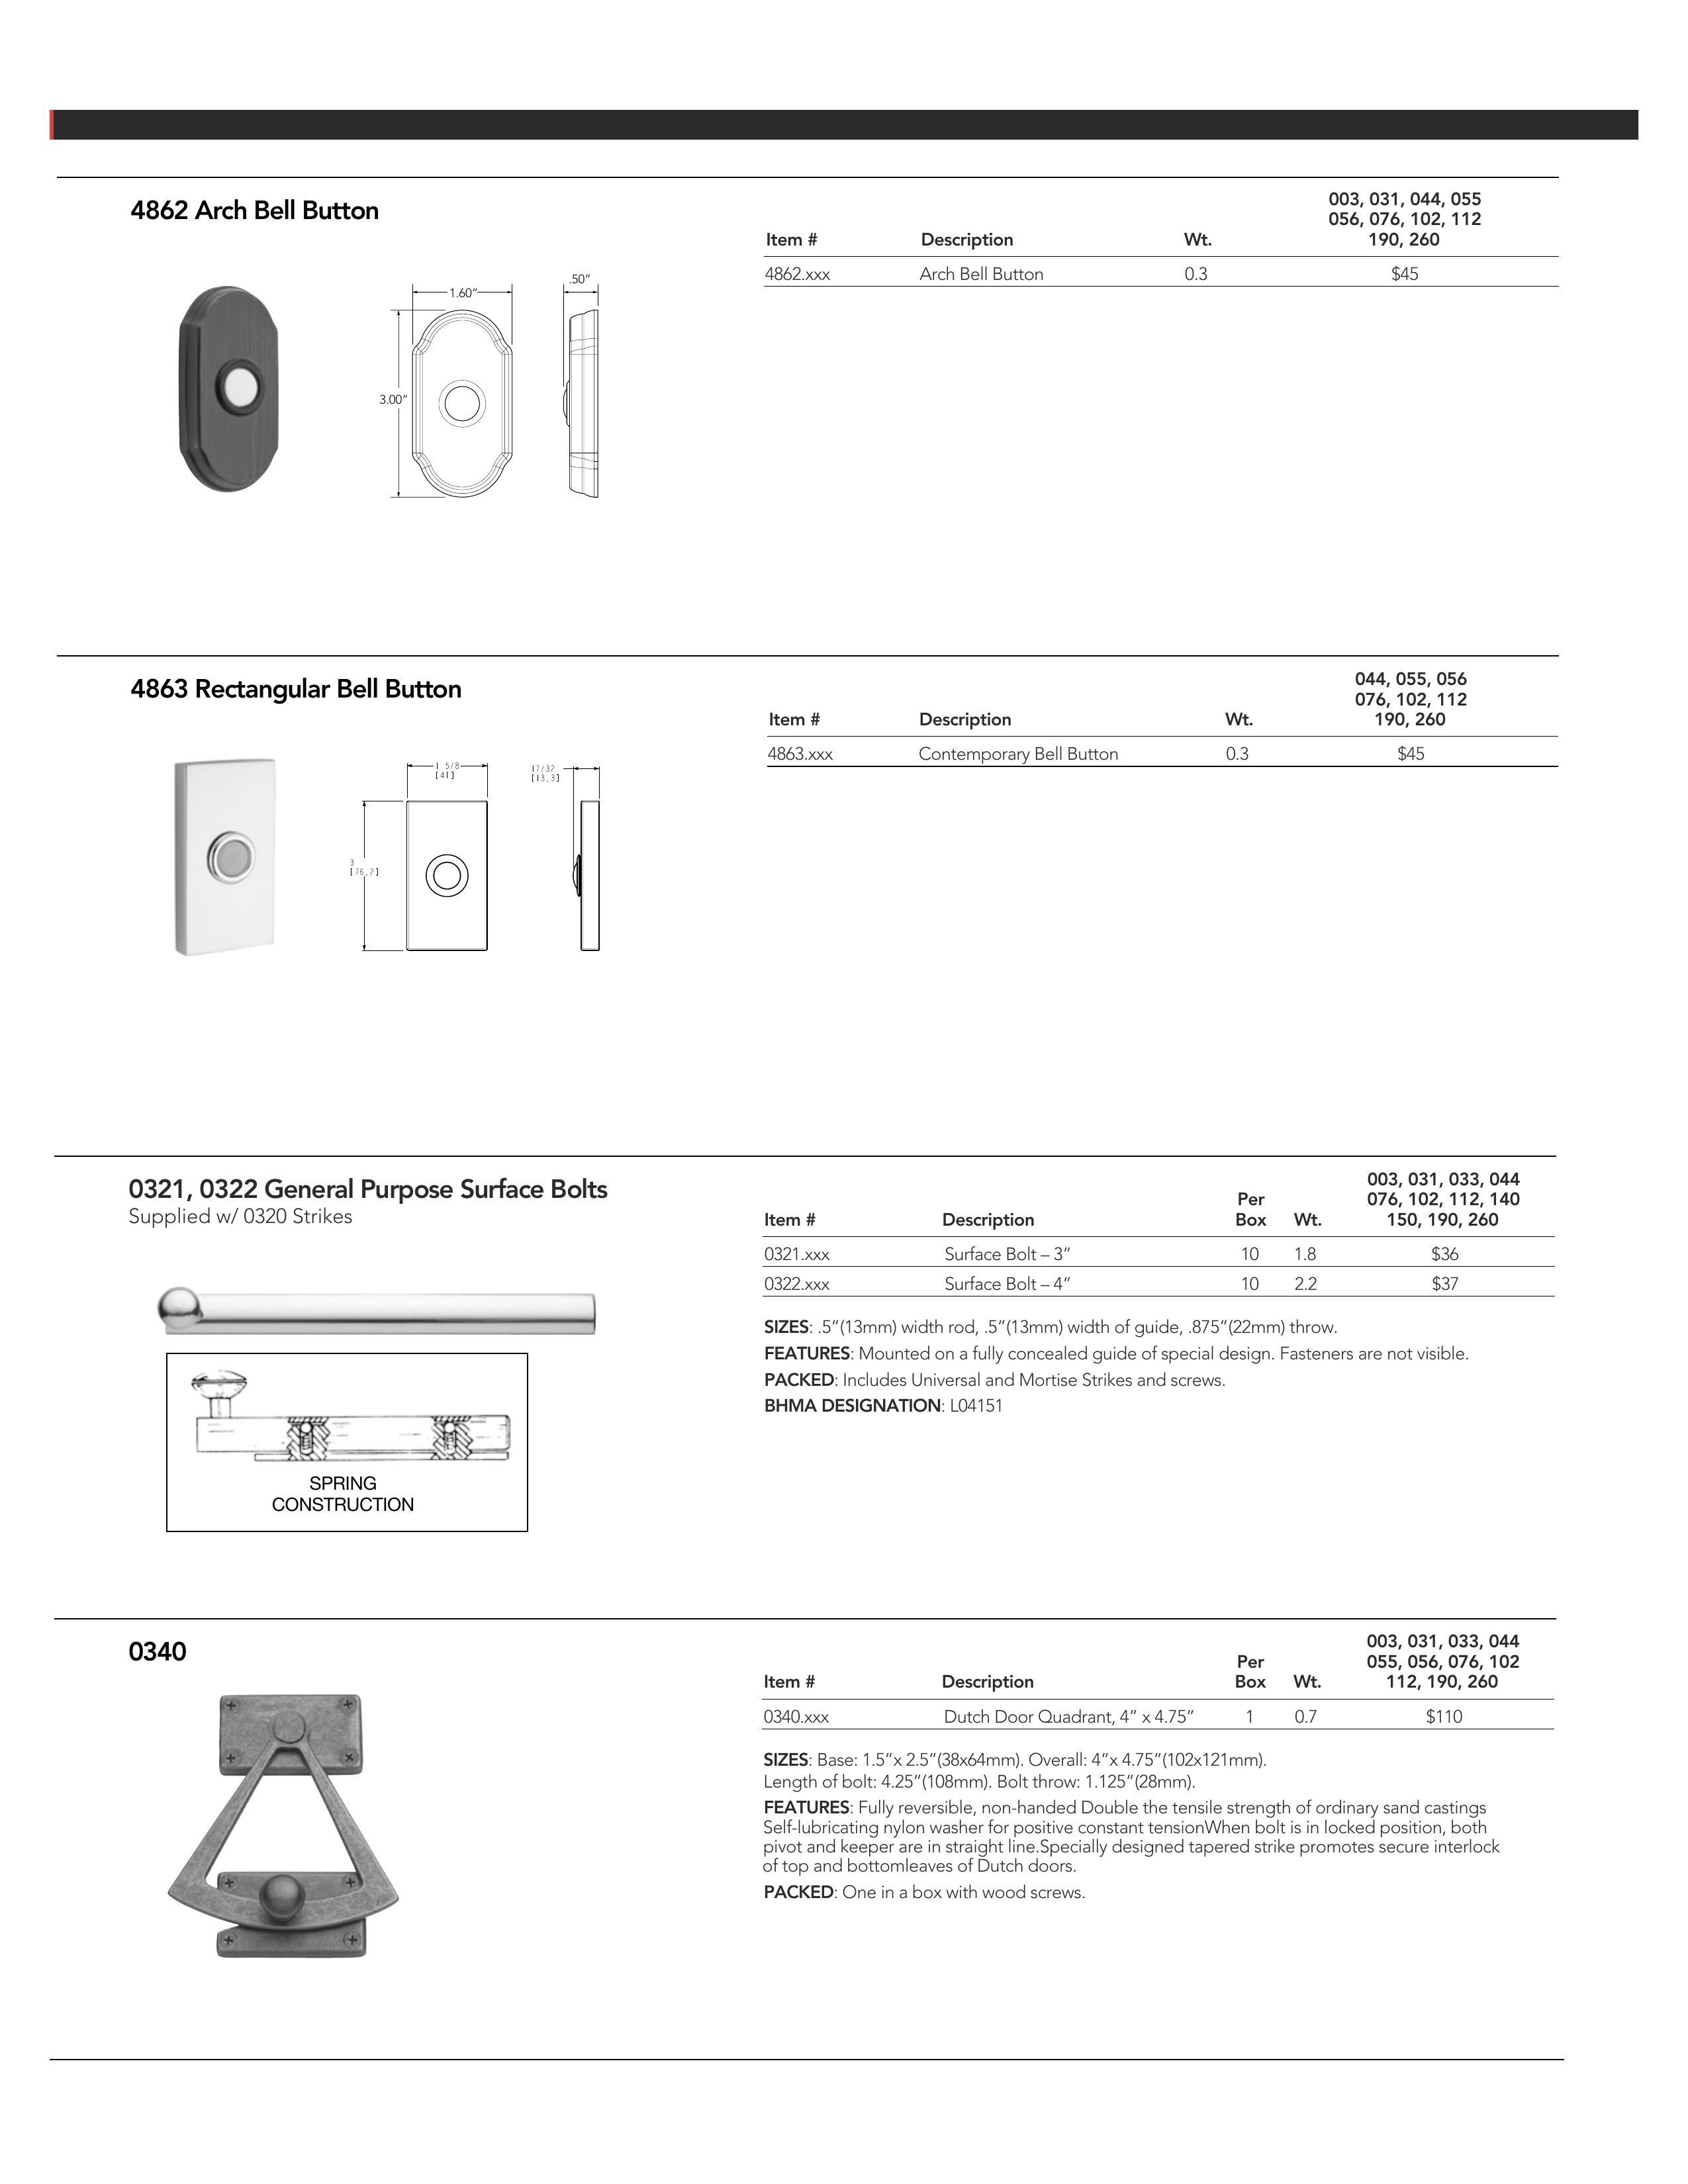 4862 Arch Bell Button
003, 031, 044, 055
056, 076, 102, 112
Item # Description Wt. 190, 260
4862.xxx Arch Bell Button 0.3 $45
.50”
1.60”
3.00”
4863 Rectangular Bell Button
044, 055, 056
076, 102, 112
Item # Description Wt. 190, 260
4863.xxx Contemporary Bell Button 0.3 $45
1 5/8
[41]
17/32
[13,3]
3
[76,2]
0321, 0322 General Purpose Surface Bolts
Supplied w/ 0320 Strikes
003, 031, 033, 044
Per 076, 102, 112, 140
Item # Description Box Wt. 150, 190, 260
0321.xxx Surface Bolt – 3” 10 1.8 $36
0322.xxx Surface Bolt – 4” 10 2.2 $37
SIZES: .5”(13mm) width rod, .5”(13mm) width of guide, .875”(22mm) throw.
FEATURES: Mounted on a fully concealed guide of special design. Fasteners are not visible.
PACKED: Includes Universal and Mortise Strikes and screws.
BHMA DESIGNATION: L04151
SPRING
CONSTRUCTION
0340
003, 031, 033, 044
Per 055, 056, 076, 102
Item # Description Box Wt. 112, 190, 260
0340.xxx Dutch Door Quadrant, 4” x 4.75” 1 0.7 $110
SIZES: Base: 1.5”x 2.5”(38x64mm). Overall: 4”x 4.75”(102x121mm).
Length of bolt: 4.25”(108mm). Bolt throw: 1.125”(28mm).
FEATURES: Fully reversible, non-handed Double the tensile strength of ordinary sand castings
Self-lubricating nylon washer for positive constant tensionWhen bolt is in locked position, both
pivot and keeper are in straight line.Specially designed tapered strike promotes secure interlock
of top and bottomleaves of Dutch doors.
PACKED: One in a box with wood screws.